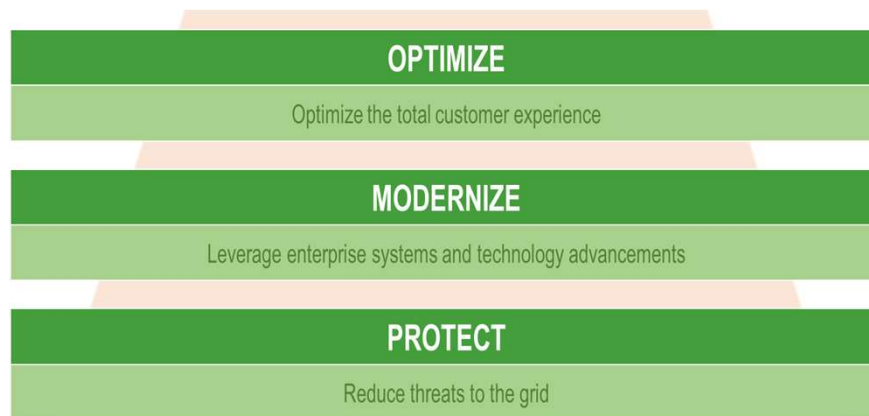 OPTIMIZE
Optimize the total customer experience
MODERNIZE
Leverage enterprise systems and technology advancements
PROTECT
Reduce threats to the grid